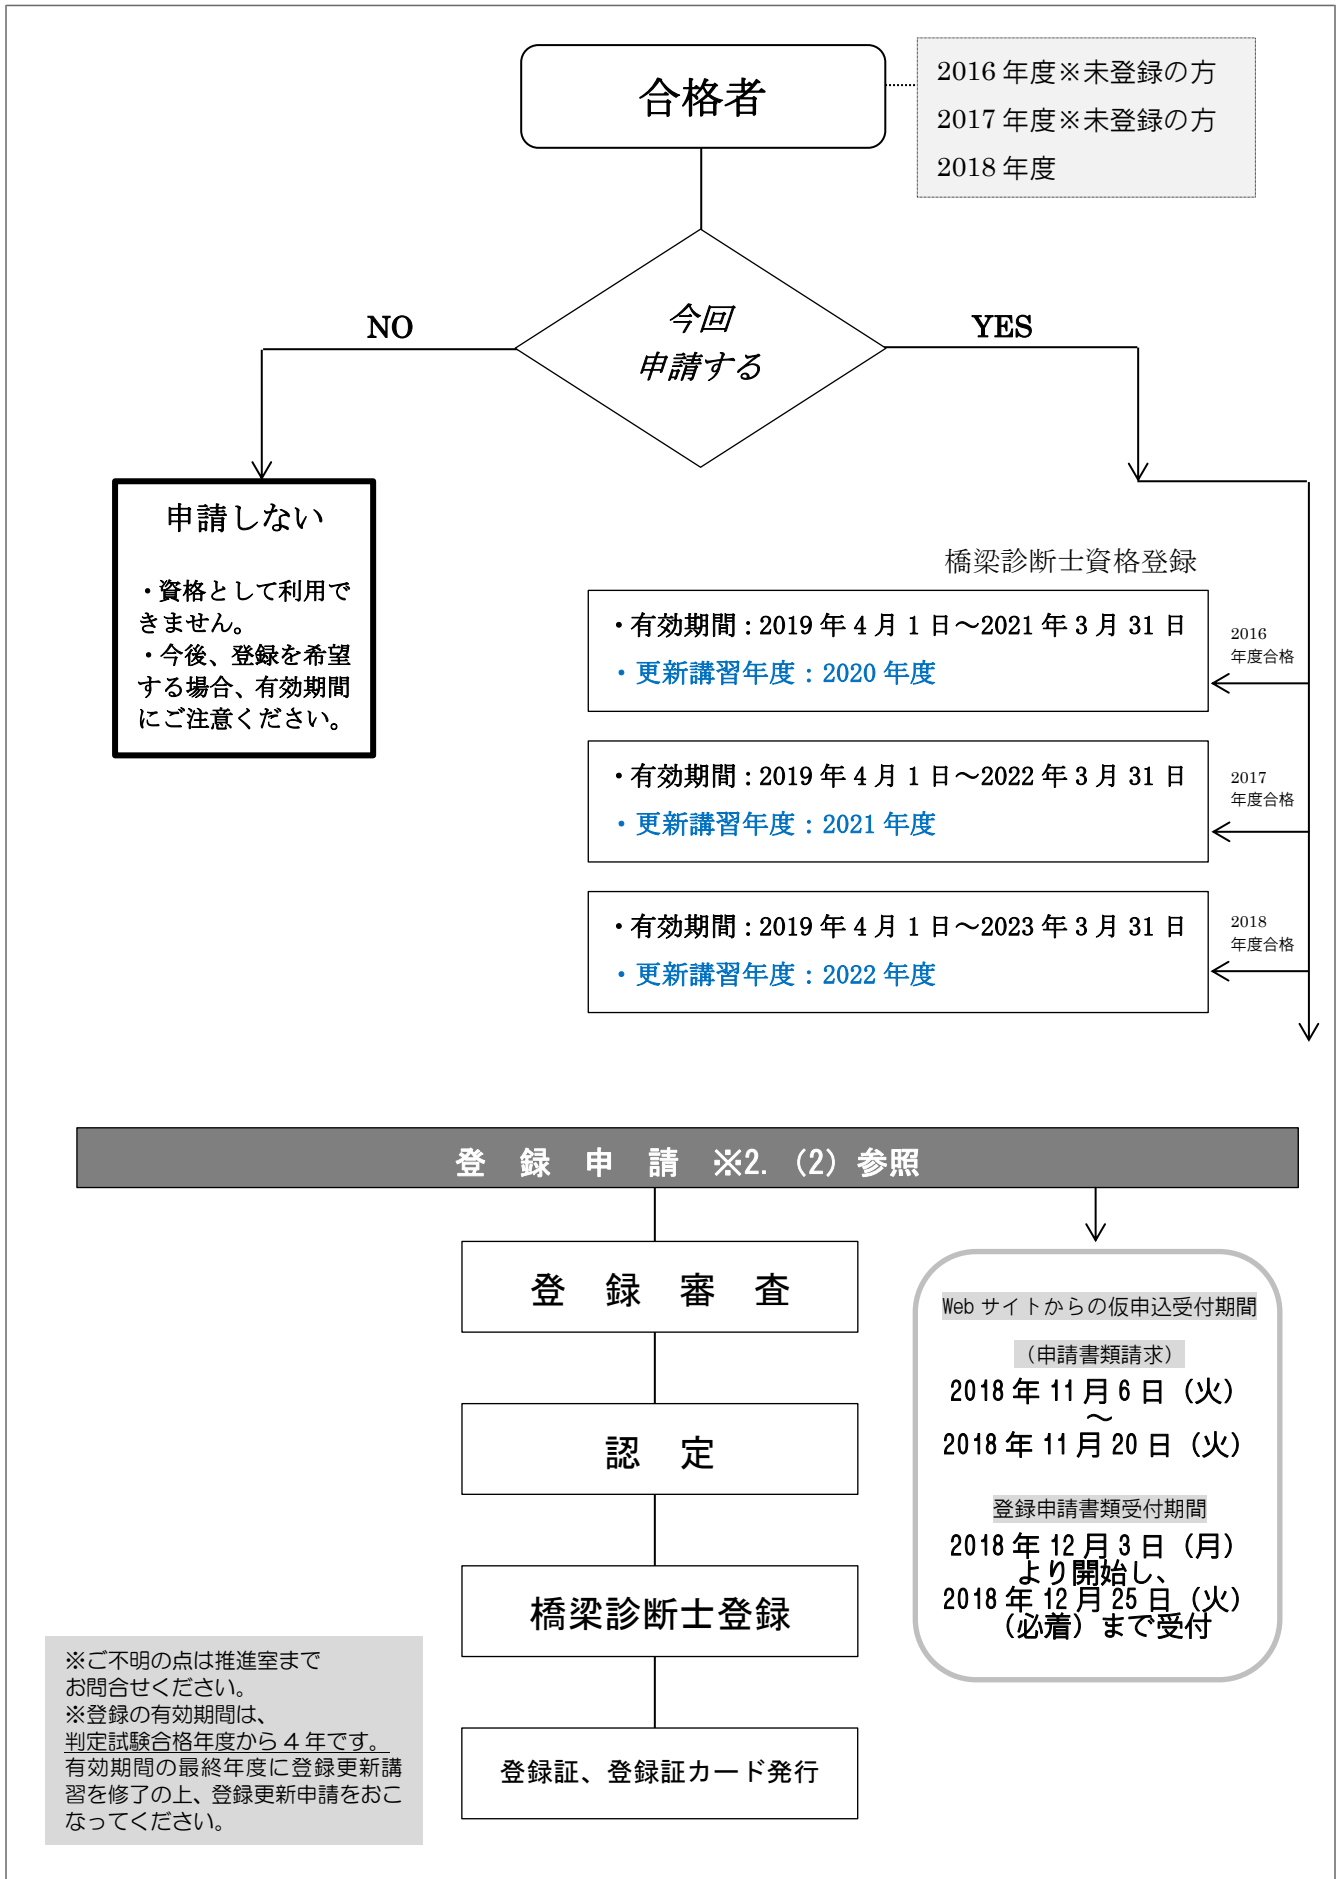 合格者
2016年度※未登録の方
2017年度※未登録の方
2018年度
今回
申請する
NO
YES
申請しない
・資格として利用で
きません。
・今後、登録を希望
する場合、有効期間
にご注意ください。
橋梁診断士資格登録
・有効期間：2019年4月1日～2021年3月31日
・更新講習年度：2020年度
2016
年度合格
・有効期間：2019年4月1日～2022年3月31日
・更新講習年度：2021年度
2017
年度合格
・有効期間：2019年4月1日～2023年3月31日
・更新講習年度：2022年度
2018
年度合格
登　録　申　請　※2．（2）参照
登　録　審　査
認　定
橋梁診断士登録
登録証、登録証カード発行
Webサイトからの仮申込受付期間
（申請書類請求）
2018年11月6日（火）
～
2018年11月20日（火）
登録申請書類受付期間
2018年12月3日（月）
より開始し、
2018年12月25日（火）
（必着）まで受付
※ご不明の点は推進室まで
お問合せください。
※登録の有効期間は、
判定試験合格年度から4年です。
有効期間の最終年度に登録更新講
習を修了の上、登録更新申請をおこ
なってください。